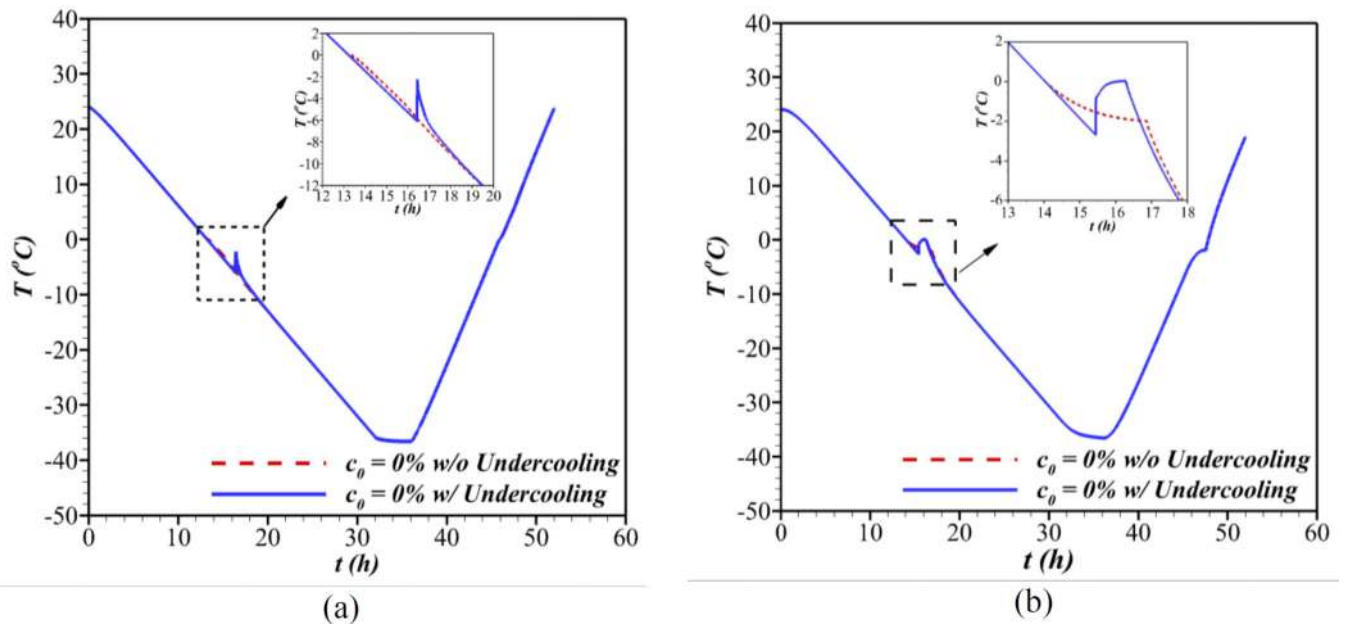 40
30
20
10
0
-10
-20
-30
-40
-50
T (°C)
0 10 20 30 40 50 60
t (h)
2
0
-2
-4
-6
-8
-10
-12
T (°C)
12 13 14 15 16 17 18 19 20
t (h)
c0 = 0% w/o Undercooling
c0 = 0% w/ Undercooling
(a)
40
30
20
10
0
-10
-20
-30
-40
-50
T (°C)
0 10 20 30 40 50 60
t (h)
2
0
-2
-4
-6
T (°C)
13 14 15 16 17 18
t (h)
c0 = 0% w/o Undercooling
c0 = 0% w/ Undercooling
(b)